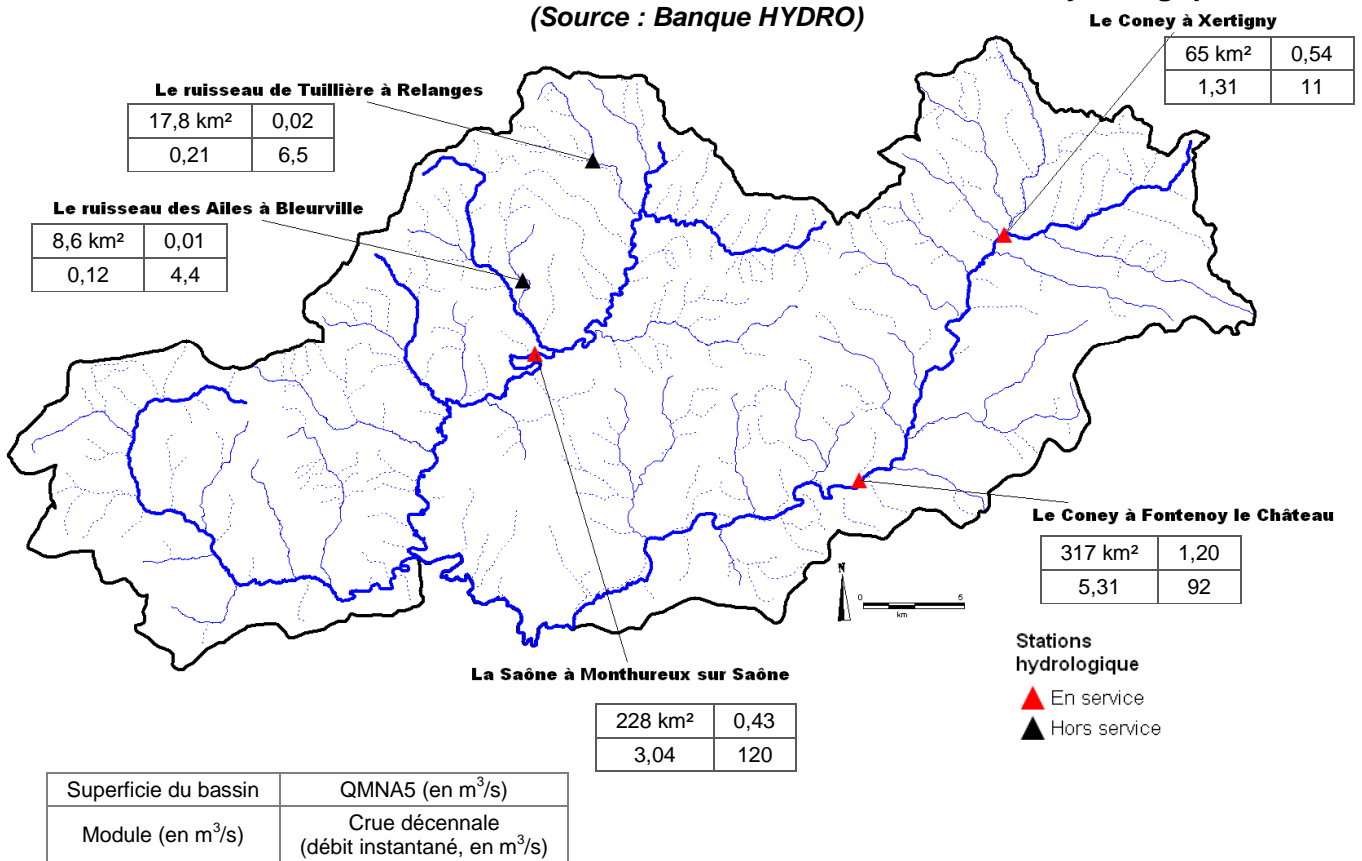 (Source : Banque HYDRO)
Le Coney à Xertigny
65 km² 0,54
1,31 11
Le ruisseau de Tuillière à Relanges
17,8 km² 0,02
0,21 6,5
Le ruisseau des Ailes à Bleurville
8,6 km² 0,01
0,12 4,4
Le Coney à Fontenoy le Château
317 km² 1,20
5,31 92
N
0 5
km
Stations
hydrologique
En service
Hors service
La Saône à Monthureux sur Saône
228 km² 0,43
3,04 120
Superficie du bassin QMNA5 (en m³/s)
Module (en m³/s) Crue décennale
(débit instantané, en m³/s)